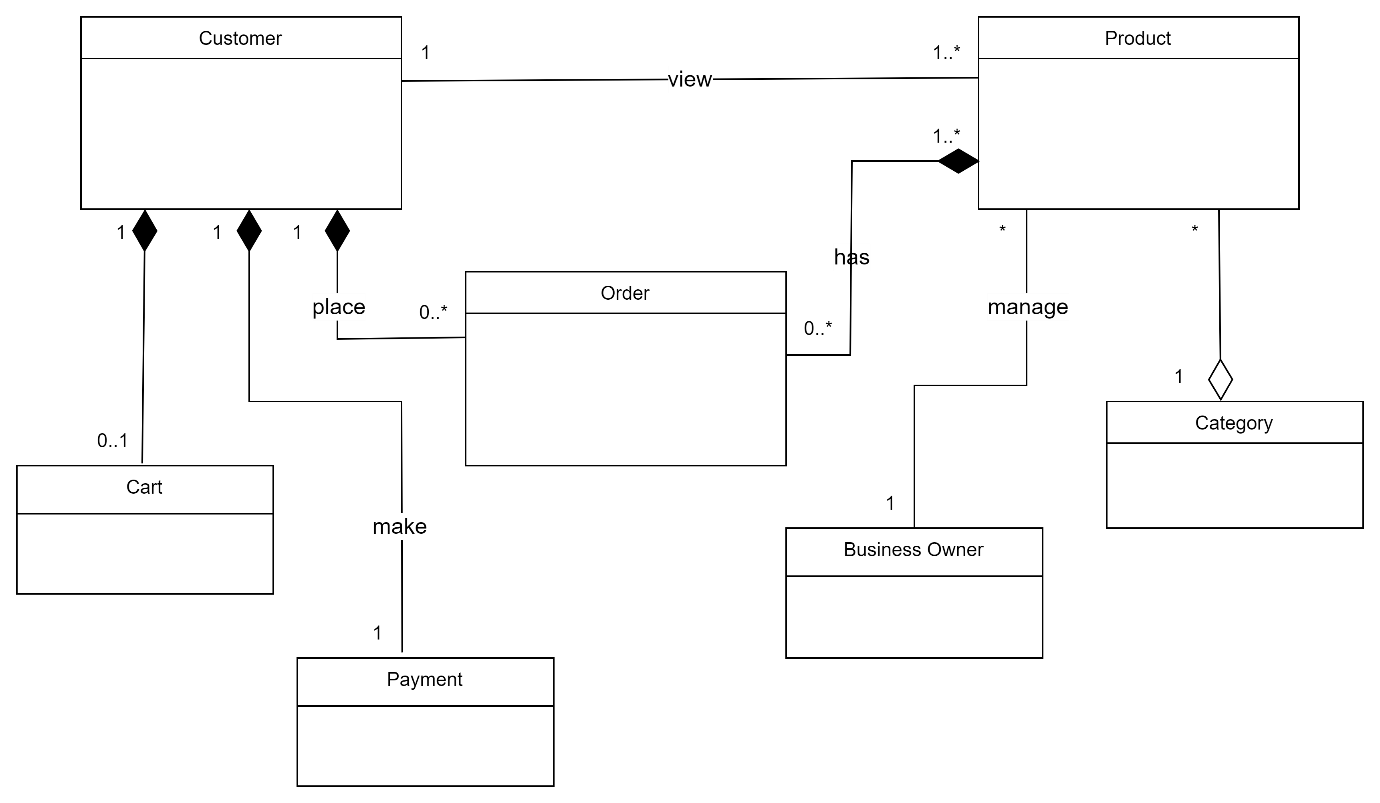 Customer
Product
1
1..*
view
1..*
1
1
1
*
*
has
place
0..*
Order
manage
0..*
1
Category
0..1
Cart
1
make
Business Owner
1
Payment